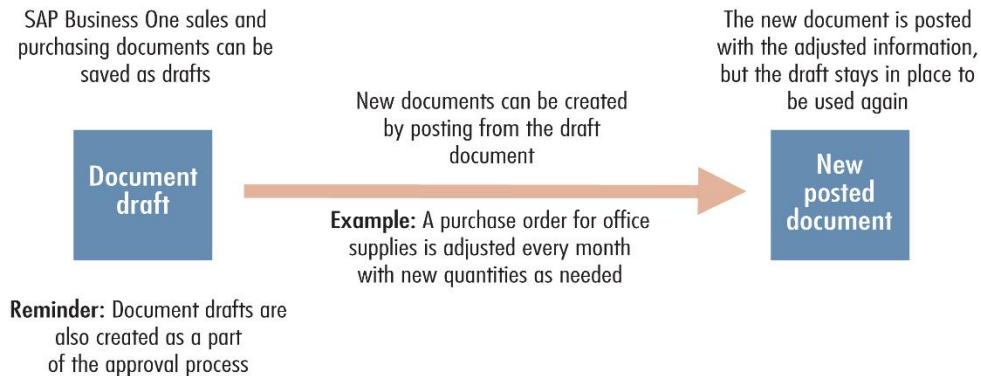 SAP Business One sales and
purchasing documents can be
saved as drafts
Document
draft
Reminder: Document drafts are
also created as a part
of the approval process
New documents can be created
by posting from the draft
document
Example: A purchase order for office
supplies is adjusted every month
with new quantities as needed
The new document is posted
with the adjusted information,
but the draft stays in place to
be used again
New
posted
document